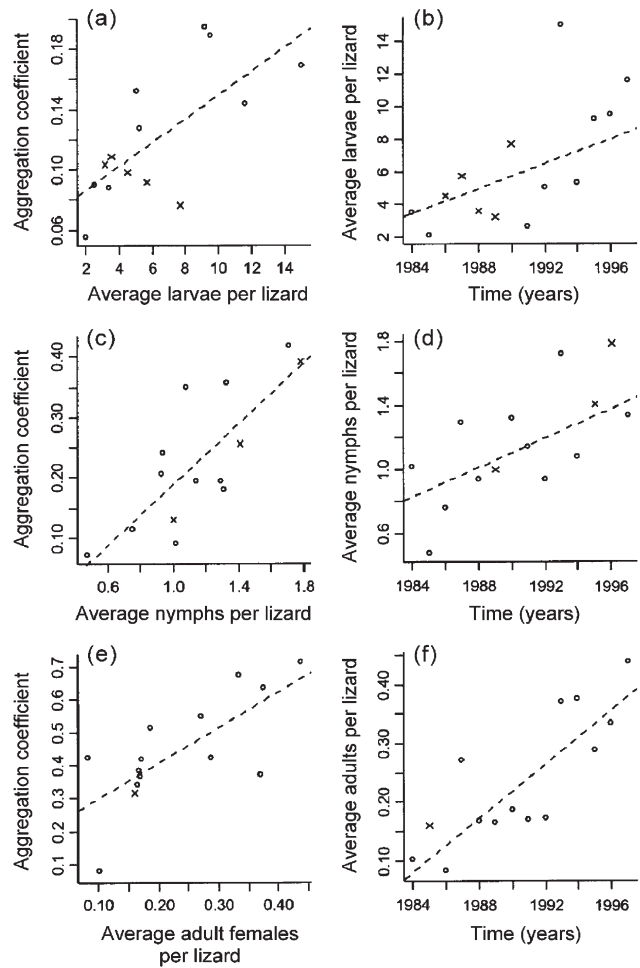 (a)
Aggregation coefficient
0.18
0.14
0.10
0.06
2 4 6 8 10 12 14
Average larvae per lizard
(b)
Average larvae per lizard
14
12
10
8
6
4
2
1984 1988 1992 1996
Time (years)
(c)
Aggregation coefficient
0.40
0.30
0.20
0.10
0.6 1.0 1.4 1.8
Average nymphs per lizard
(d)
Average nymphs per lizard
1.8
1.4
1.0
0.6
1984 1988 1992 1996
Time (years)
(e)
Aggregation coefficient
0.7
0.5
0.4
0.3
0.1
0.10 0.20 0.30 0.40
Average adult females
per lizard
(f)
Average adults per lizard
0.40
0.30
0.20
0.10
1984 1988 1992 1996
Time (years)